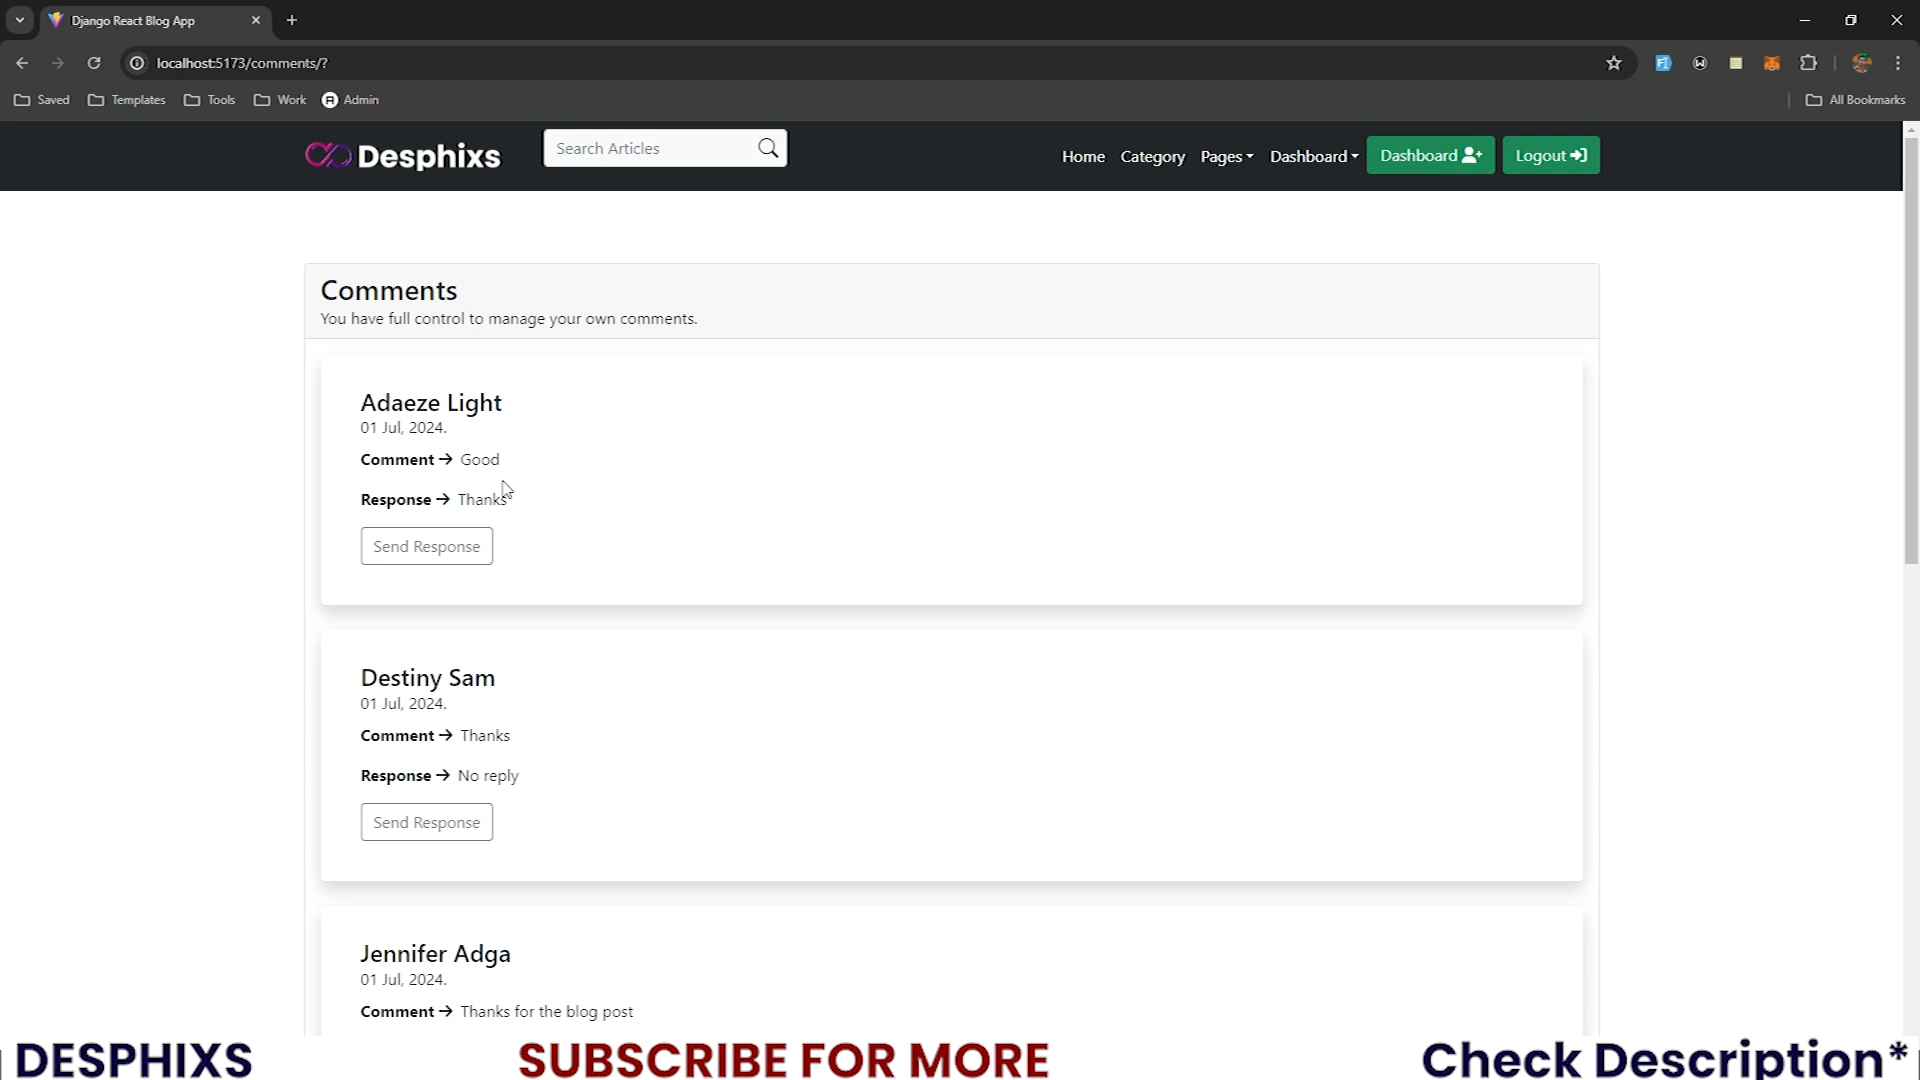 Django React Blog App
localhost:5173/comments/?
Saved Templates Tools Work Admin All Bookmarks
Desphixs Search Articles Home Category Pages Dashboard Dashboard Logout
Comments
You have full control to manage your own comments.
Adaeze Light
01 Jul, 2024.
Comment → Good
Response → Thanks
Send Response
Destiny Sam
01 Jul, 2024.
Comment → Thanks
Response → No reply
Send Response
Jennifer Adga
01 Jul, 2024.
Comment → Thanks for the blog post
DESPHIXS SUBSCRIBE FOR MORE Check Description*